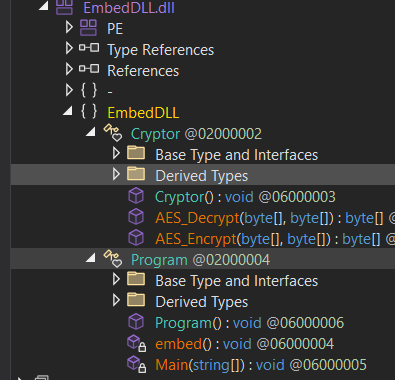 EmbedDLL.dll
PE
Type References
References
{ } -
{ } EmbedDLL
Cryptor @02000002
Base Type and Interfaces
Derived Types
Cryptor() : void @06000003
AES_Decrypt(byte[], byte[]) : byte[] @
AES_Encrypt(byte[], byte[]) : byte[] @
Program @02000004
Base Type and Interfaces
Derived Types
Program() : void @06000006
embed() : void @06000004
Main(string[]) : void @06000005